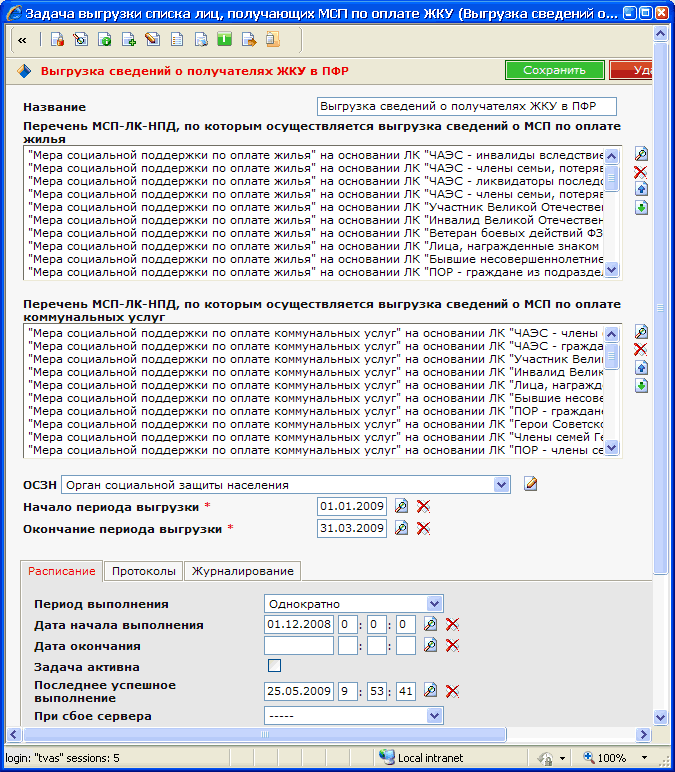 Задача выгрузки списка лиц, получающих МСП по оплате ЖКУ (Выгрузка сведений о...
«
Выгрузка сведений о получателях ЖКУ в ПФР
Сохранить
Уда
Название
Выгрузка сведений о получателях ЖКУ в ПФР
Перечень МСП-ЛК-НПД, по которым осуществляется выгрузка сведений о МСП по оплате
жилья
"Мера социальной поддержки по оплате жилья" на основании ЛК "ЧАЭС - инвалиды вследствие
"Мера социальной поддержки по оплате жилья" на основании ЛК "ЧАЭС - члены семьи, потеряв
"Мера социальной поддержки по оплате жилья" на основании ЛК "ЧАЭС - ликвидаторы последс
"Мера социальной поддержки по оплате жилья" на основании ЛК "ЧАЭС - члены семьи, потеряв
"Мера социальной поддержки по оплате жилья" на основании ЛК "Участник Великой Отечествен
"Мера социальной поддержки по оплате жилья" на основании ЛК "Инвалид Великой Отечествен
"Мера социальной поддержки по оплате жилья" на основании ЛК "Ветеран боевых действий ФЗ
"Мера социальной поддержки по оплате жилья" на основании ЛК "Лица, награжденные знаком
"Мера социальной поддержки по оплате жилья" на основании ЛК "Бывшие несовершеннолетние
"Мера социальной поддержки по оплате жилья" на основании ЛК "ПОР - граждане из подраздел
Перечень МСП-ЛК-НПД, по которым осуществляется выгрузка сведений о МСП по оплате
коммунальных услуг
"Мера социальной поддержки по оплате коммунальных услуг" на основании ЛК "ЧАЭС - члены
"Мера социальной поддержки по оплате коммунальных услуг" на основании ЛК "ЧАЭС - гражда
"Мера социальной поддержки по оплате коммунальных услуг" на основании ЛК "Участник Вели
"Мера социальной поддержки по оплате коммунальных услуг" на основании ЛК "Инвалид Велик
"Мера социальной поддержки по оплате коммунальных услуг" на основании ЛК "Лица, награжд
"Мера социальной поддержки по оплате коммунальных услуг" на основании ЛК "Бывшие несове
"Мера социальной поддержки по оплате коммунальных услуг" на основании ЛК "ПОР - граждане
"Мера социальной поддержки по оплате коммунальных услуг" на основании ЛК "Герои Советско
"Мера социальной поддержки по оплате коммунальных услуг" на основании ЛК "Члены семей Ге
"Мера социальной поддержки по оплате коммунальных услуг" на основании ЛК "ПОР - члены се
ОСЗН Орган социальной защиты населения
Начало периода выгрузки * 01.01.2009
Окончание периода выгрузки * 31.03.2009
Расписание Протоколы Журналирование
Период выполнения Однократно
Дата начала выполнения 01.12.2008 0 : 0 : 0
Дата окончания : :
Задача активна
Последнее успешное
выполнение 25.05.2009 9 : 53 : 41
При сбое сервера -----
login: "tvas" sessions: 5 Local intranet 100%